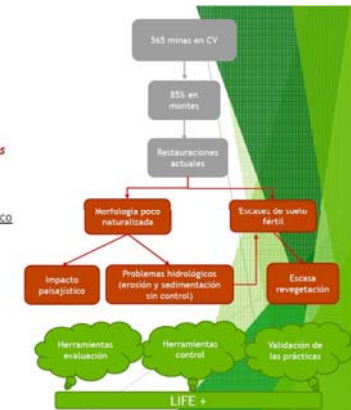 565 minas en CV
85% en
montes
Restauraciones
actuales
s
co
Morfología poco
naturalizada
Escasez de suelo
fértil
Impacto
paisajístico
Problemas hidrológicos
(erosión y sedimentación
sin control)
Escasa
revegetación
Herramientas
evaluación
Herramientas
control
Validación de
las prácticas
LIFE +